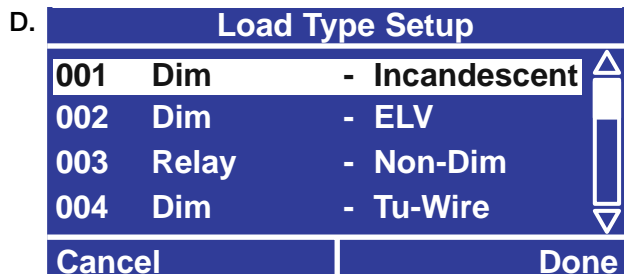 D. Load Type Setup
001 Dim - Incandescent
002 Dim - ELV
003 Relay - Non-Dim
004 Dim - Tu-Wire
Cancel Done